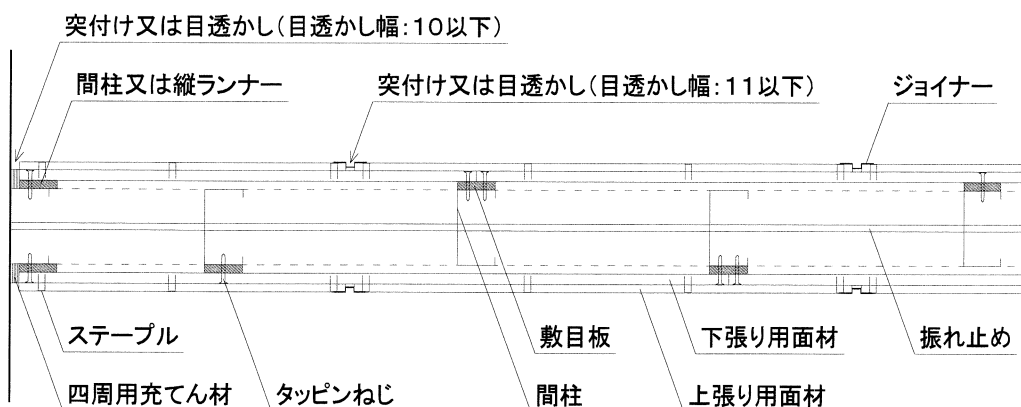 突付け又は目透かし(目透かし幅:10以下)
間柱又は縦ランナー
突付け又は目透かし(目透かし幅:11以下)
ジョイナー
ステープル
敷目板
下張り用面材
振れ止め
四周用充てん材
タッピンねじ
間柱
上張り用面材